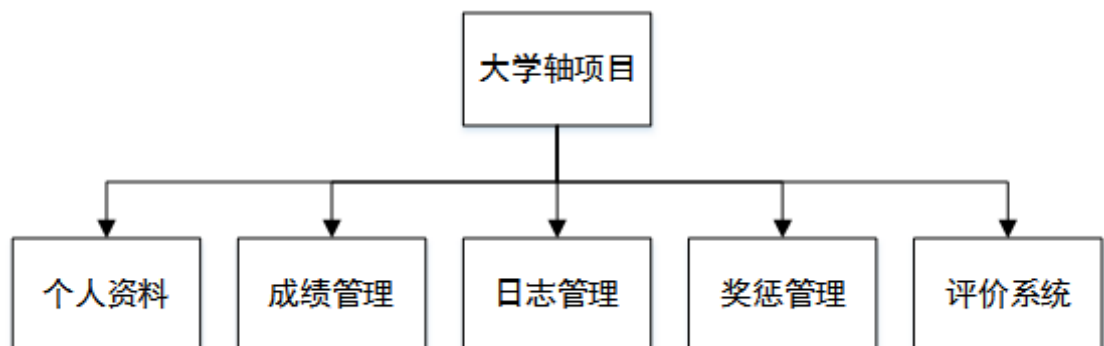 大学轴项目
个人资料
成绩管理
日志管理
奖惩管理
评价系统